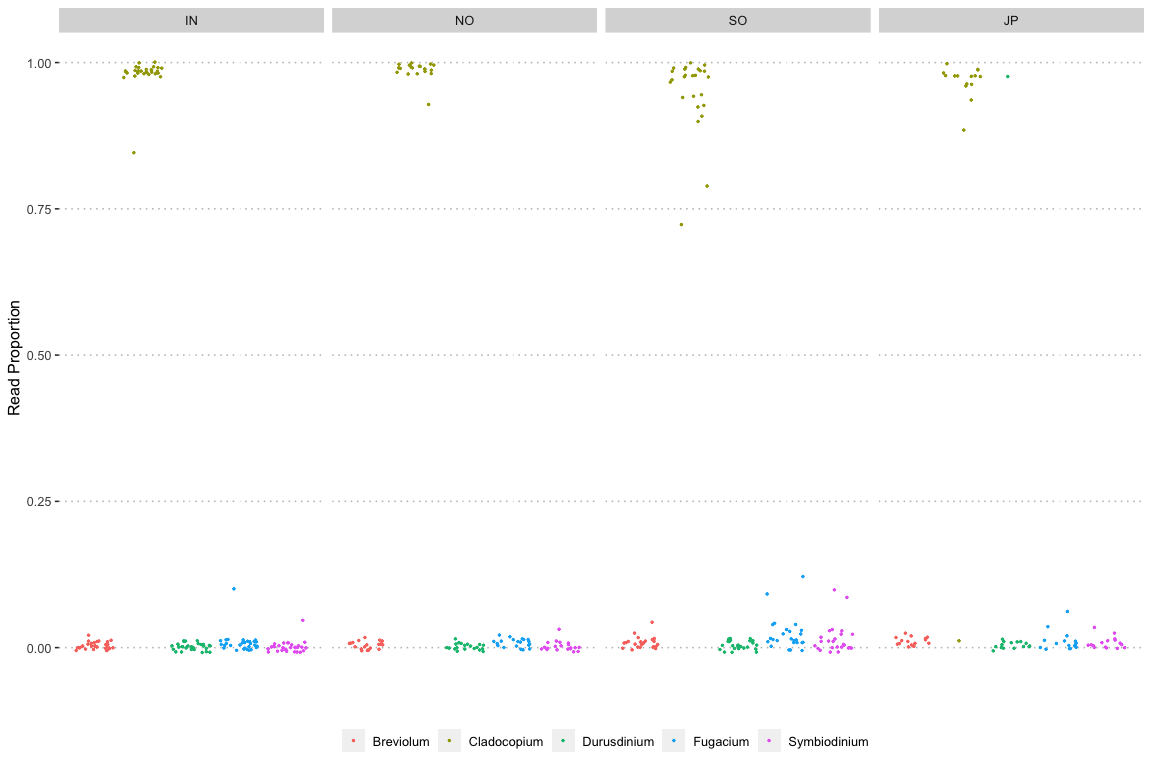 IN NO SO JP
1.00
0.75
0.50
0.25
0.00
Read Proportion
Breviolum Cladocopium Durusdinium Fugacium Symbiodinium